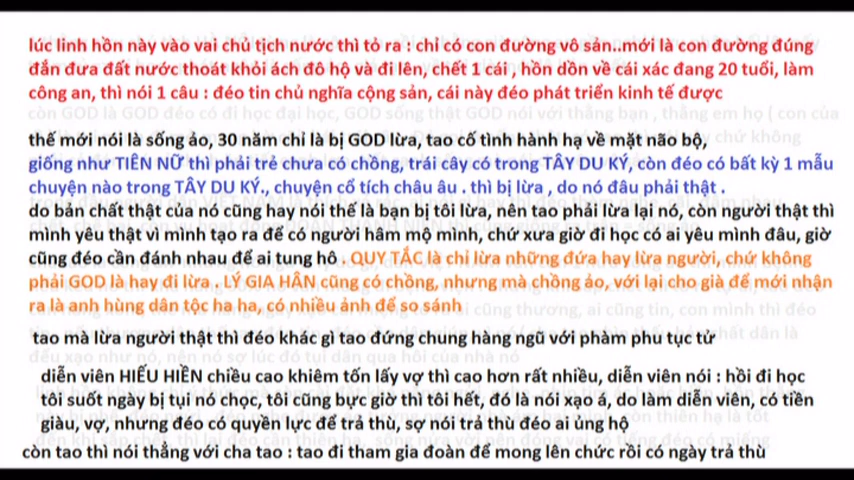 lúc linh hồn này vào vai chủ tịch nước thì tỏ ra : chỉ có con đường vô sản..mới là con đường đúng
đắn đưa đất nước thoát khỏi ách đô hộ và đi lên, chết 1 cái , hồn dồn về cái xác đang 20 tuổi, làm
công an, thì nói 1 câu : đéo tin chủ nghĩa cộng sản, cái này đéo phát triển kinh tế được
thế mới nói là sống ảo, 30 năm chỉ là bị GOD lừa, tao cố tình hành hạ về mặt não bộ,
giống như TIÊN NỮ thì phải trẻ chưa có chồng, trái cây có trong TÂY DU KÝ, còn đéo có bất kỳ 1 mẫu
chuyện nào trong TÂY DU KÝ., chuyện cổ tích châu âu . thì bị lừa , do nó đâu phải thật .
do bản chất thật của nó cũng hay nói thế là bạn bị tôi lừa, nên tao phải lừa lại nó, còn người thật thì
mình yêu thật vì mình tạo ra để có người hâm mộ mình, chứ xưa giờ đi học có ai yêu mình đâu, giờ
cũng đéo cần đánh nhau để ai tung hô . QUY TẮC là chỉ lừa những đứa hay lừa người, chứ không
phải GOD là hay đi lừa . LÝ GIA HÂN cũng có chồng, nhưng mà chồng ảo, với lại cho già để mới nhận
ra là anh hùng dân tộc ha ha, có nhiều ảnh để so sánh
tao mà lừa người thật thì đéo khác gì tao đứng chung hàng ngũ với phàm phu tục tử
diễn viên HIẾU HIỀN chiều cao khiêm tốn lấy vợ thì cao hơn rất nhiều, diễn viên nói : hồi đi học
tôi suốt ngày bị tụi nó chọc, tôi cũng bực giờ thì tôi hết, đó là nói xạo á, do làm diễn viên, có tiền
giàu, vợ, nhưng đéo có quyền lực để trả thù, sợ nói trả thù đéo ai ủng hộ
còn tao thì nói thẳng với cha tao : tao đi tham gia đoàn để mong lên chức rồi có ngày trả thù